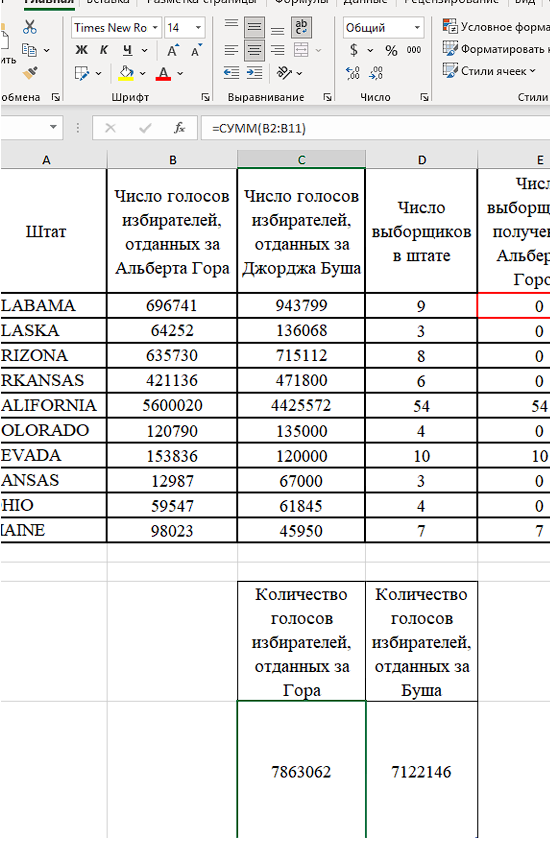 Главная Вставка Разметка страницы Формулы Данные Рецензирование Вид
Times New Ro 14 Общий Условное форма
Ж К Ч $ % 000 Форматировать к
Стили ячеек
обмена Шрифт Число Стили
fx =СУММ(B2:B11)
A B C D E
Штат
Число голосов
избирателей,
отданных за
Альберта Гора
Число голосов
избирателей,
отданных за
Джорджа Буша
Число
выборщиков
в штате
Чис
выборщи
получе
Альбер
Горо
LABAMA 696741 943799 9 0
LASKA 64252 136068 3 0
RIZONA 635730 715112 8 0
RKANSAS 421136 471800 6 0
ALIFORNIA 5600020 4425572 54 54
OLORADO 120790 135000 4 0
EVADA 153836 120000 10 10
ANSAS 12987 67000 3 0
HIO 59547 61845 4 0
AINE 98023 45950 7 7
Количество
голосов
избирателей,
отданных за
Гора
Количество
голосов
избирателей,
отданных за
Буша
7863062 7122146